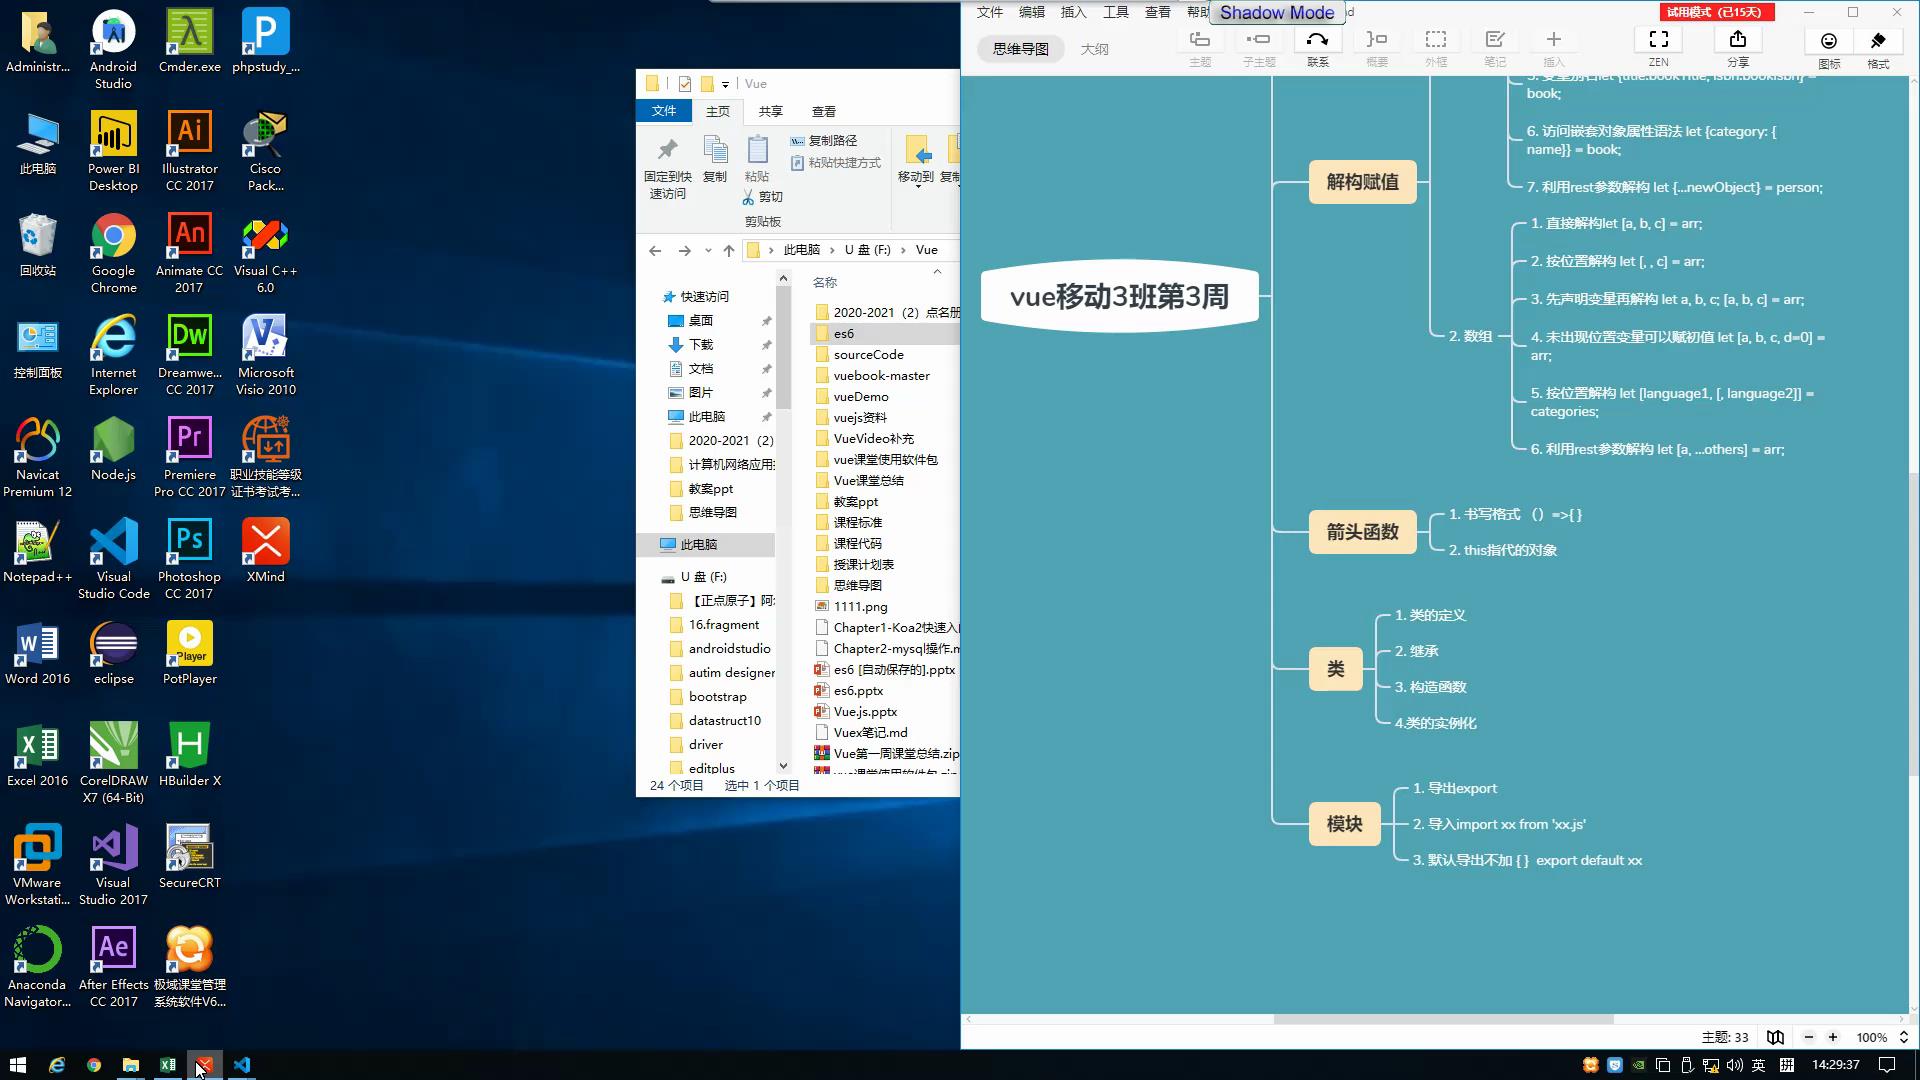 Administr...
Android
Studio
Cmder.exe
phpstudy_...
此电脑
Power BI
Desktop
Illustrator
CC 2017
Cisco
Pack...
回收站
Google
Chrome
Animate CC
2017
Visual C++
6.0
控制面板
Internet
Explorer
Dreamwe...
CC 2017
Microsoft
Visio 2010
Navicat
Premium 12
Node.js
Premiere
Pro CC 2017
职业技能等级
证书考试考...
Notepad++
Visual
Studio Code
Photoshop
CC 2017
XMind
Word 2016
eclipse
PotPlayer
Excel 2016
CorelDRAW
X7 (64-Bit)
HBuilder X
VMware
Workstati...
Visual
Studio 2017
SecureCRT
Anaconda
Navigator...
After Effects
CC 2017
极域课堂管理
系统软件V6...
Vue
文件
主页
共享
查看
固定到快
速访问
复制
粘贴
复制路径
粘贴快捷方式
剪切
移动到
剪贴板
此电脑
U 盘 (F:)
Vue
名称
快速访问
桌面
下载
文档
图片
此电脑
2020-2021（2）
计算机网络应用
教案ppt
思维导图
此电脑
U 盘 (F:)
【正点原子】
16.fragment
androidstudio
autim designer
bootstrap
datastruct10
driver
editplus
2020-2021（2）点名册
es6
sourceCode
vuebook-master
vueDemo
vuejs资料
VueVideo补充
vue课堂使用软件包
Vue课堂总结
教案ppt
课程标准
课程代码
授课计划表
思维导图
1111.png
Chapter1-Koa2快速入
Chapter2-mysql操作.m
es6 [自动保存的].pptx
es6.pptx
Vue.js.pptx
Vuex笔记.md
Vue第一周课堂总结.zip
24 个项目
选中 1 个项目
文件
编辑
插入
工具
查看
帮助
Shadow Mode
试用模式 (已15天)
思维导图
大纲
主题
子主题
联系
概要
外框
笔记
插入
ZEN
分享
图标
格式
book;
6. 访问嵌套对象属性语法 let {category: {
name}} = book;
解构赋值
7. 利用rest参数解构 let {...newObject} = person;
1. 直接解构let [a, b, c] = arr;
2. 按位置解构 let [, , c] = arr;
vue移动3班第3周
3. 先声明变量再解构 let a, b, c; [a, b, c] = arr;
2. 数组
4. 未出现位置变量可以赋初值 let [a, b, c, d=0] =
arr;
5. 按位置解构 let [language1, [, language2]] =
categories;
6. 利用rest参数解构 let [a, ...others] = arr;
箭头函数
1. 书写格式 （）=>{ }
2. this指代的对象
类
1. 类的定义
2. 继承
3. 构造函数
4.类的实例化
模块
1. 导出export
2. 导入import xx from 'xx.js'
3. 默认导出不加 { } export default xx
主题: 33
100%
英
拼
14:29:37